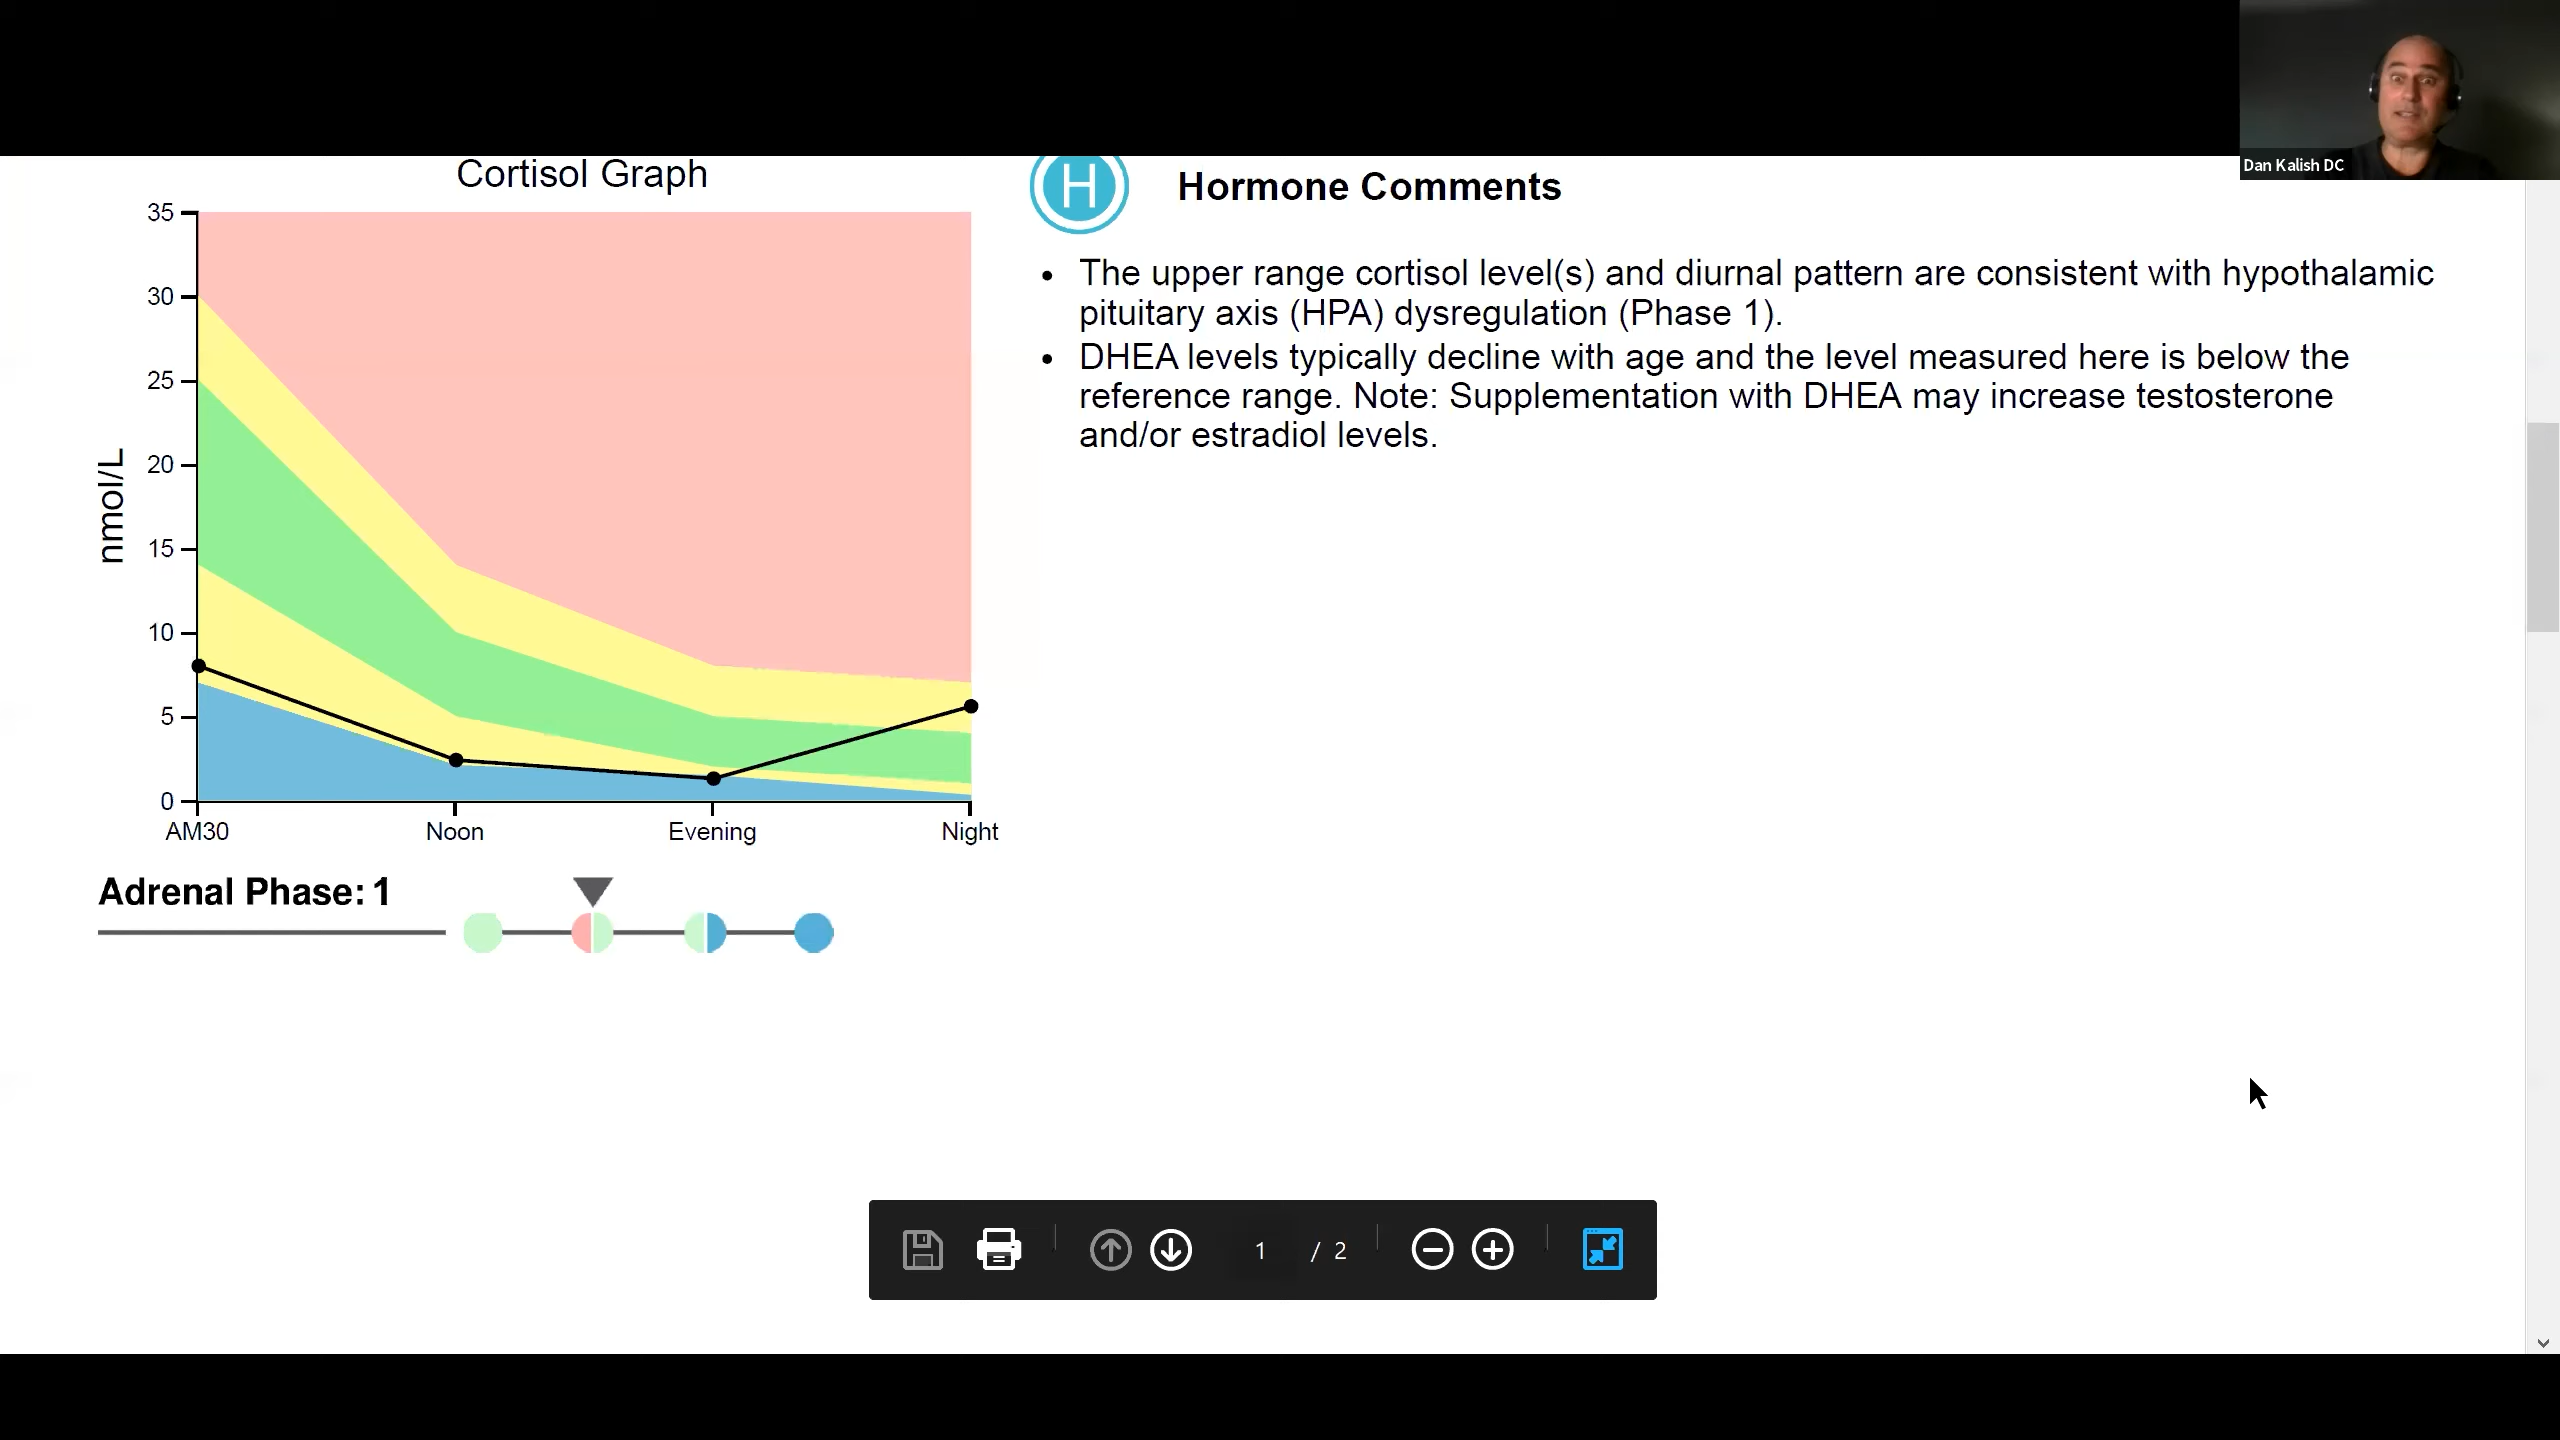 Dan Kalish DC
Cortisol Graph
35
30
25
20
15
10
5
0
nmol/L
AM30
Noon
Evening
Night
Adrenal Phase: 1
H
Hormone Comments
• The upper range cortisol level(s) and diurnal pattern are consistent with hypothalamic
pituitary axis (HPA) dysregulation (Phase 1).
• DHEA levels typically decline with age and the level measured here is below the
reference range. Note: Supplementation with DHEA may increase testosterone
and/or estradiol levels.
1 / 2